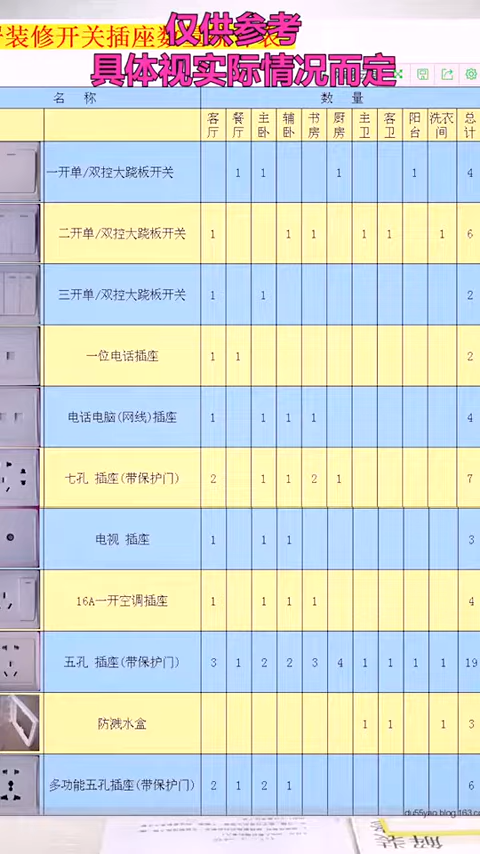 仅供参考
装修开关插座数
具体视实际情况而定
名 称 数 量
客厅 餐厅 主卧 辅卧 书房 厨房 主卫 客卫 阳台 洗衣间 总计
一开单/双控大跷板开关 1 1 1 1 4
二开单/双控大跷板开关 1 1 1 1 1 1 6
三开单/双控大跷板开关 1 1 2
一位电话插座 1 1 2
电话电脑(网线)插座 1 1 1 1 4
七孔 插座(带保护门) 2 1 1 2 1 7
电视 插座 1 1 1 3
16A一开空调插座 1 1 1 1 4
五孔 插座(带保护门) 3 1 2 2 3 4 1 1 1 1 19
防溅水盒 1 1 1 3
多功能五孔插座(带保护门) 2 1 2 1 6